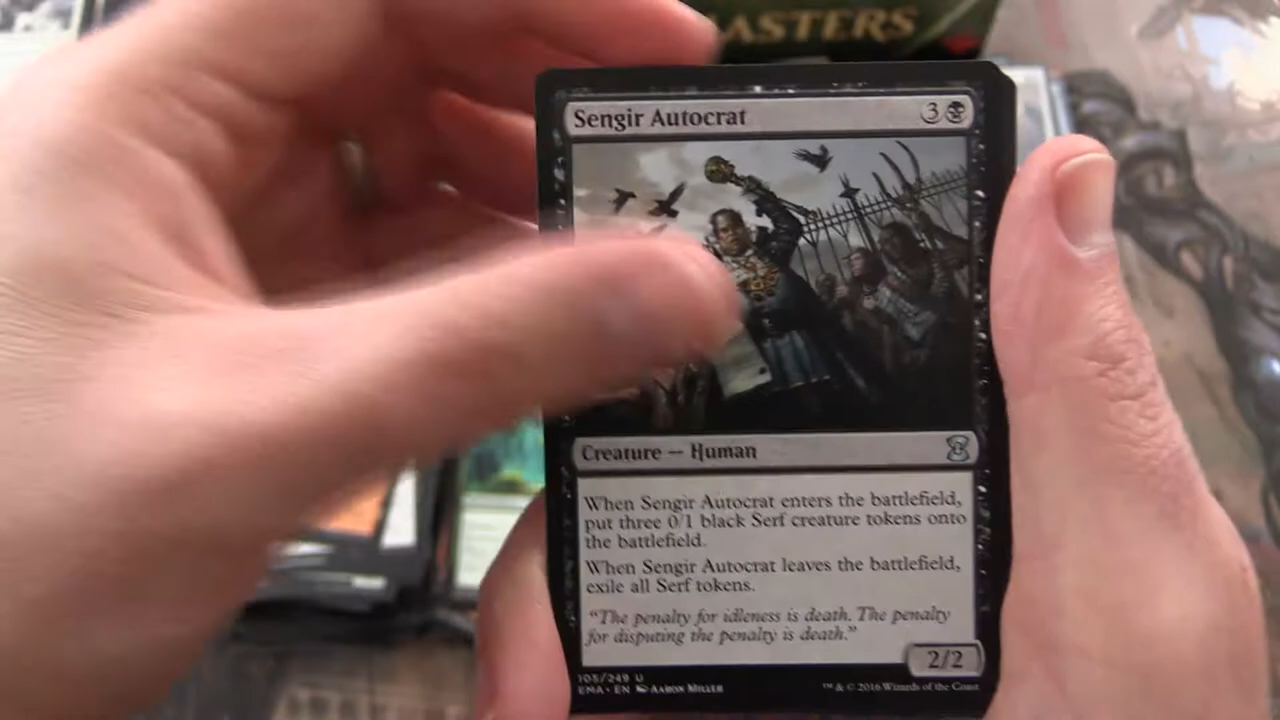 ASTERS
Sengir Autocrat 3
Creature — Human
When Sengir Autocrat enters the battlefield,
put three 0/1 black Serf creature tokens onto
the battlefield.
When Sengir Autocrat leaves the battlefield,
exile all Serf tokens.
"The penalty for idleness is death. The penalty
for disputing the penalty is death."
2/2
105/249 U
EMA • EN Aaron Miller
™ & © 2016 Wizards of the Coast